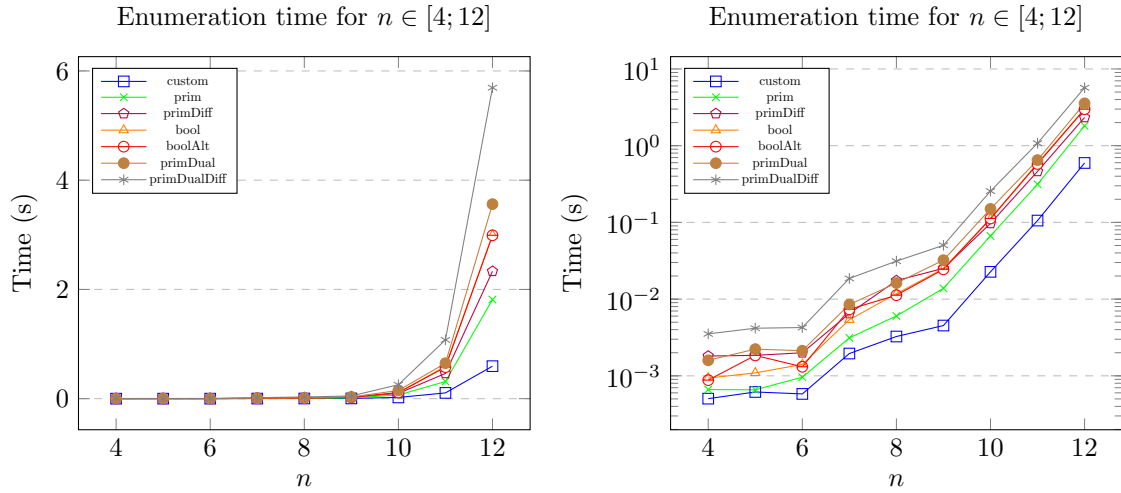 Enumeration time for n ∈ [4; 12]
6
4
2
0
Time (s)
custom
prim
primDiff
bool
boolAlt
primDual
primDualDiff
4 6 8 10 12
n
Enumeration time for n ∈ [4; 12]
10^1
10^0
10^−1
10^−2
10^−3
Time (s)
custom
prim
primDiff
bool
boolAlt
primDual
primDualDiff
4 6 8 10 12
n